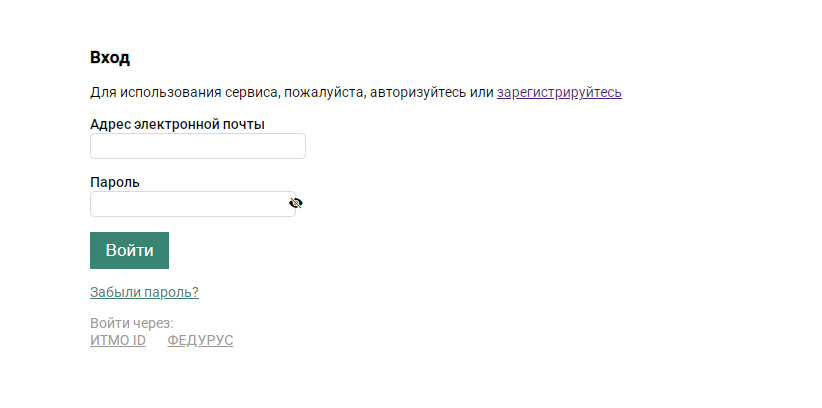 Вход
Для использования сервиса, пожалуйста, авторизуйтесь или зарегистрируйтесь
Адрес электронной почты
Пароль
Войти
Забыли пароль?
Войти через:
ИТМО ID ФЕДУРУС